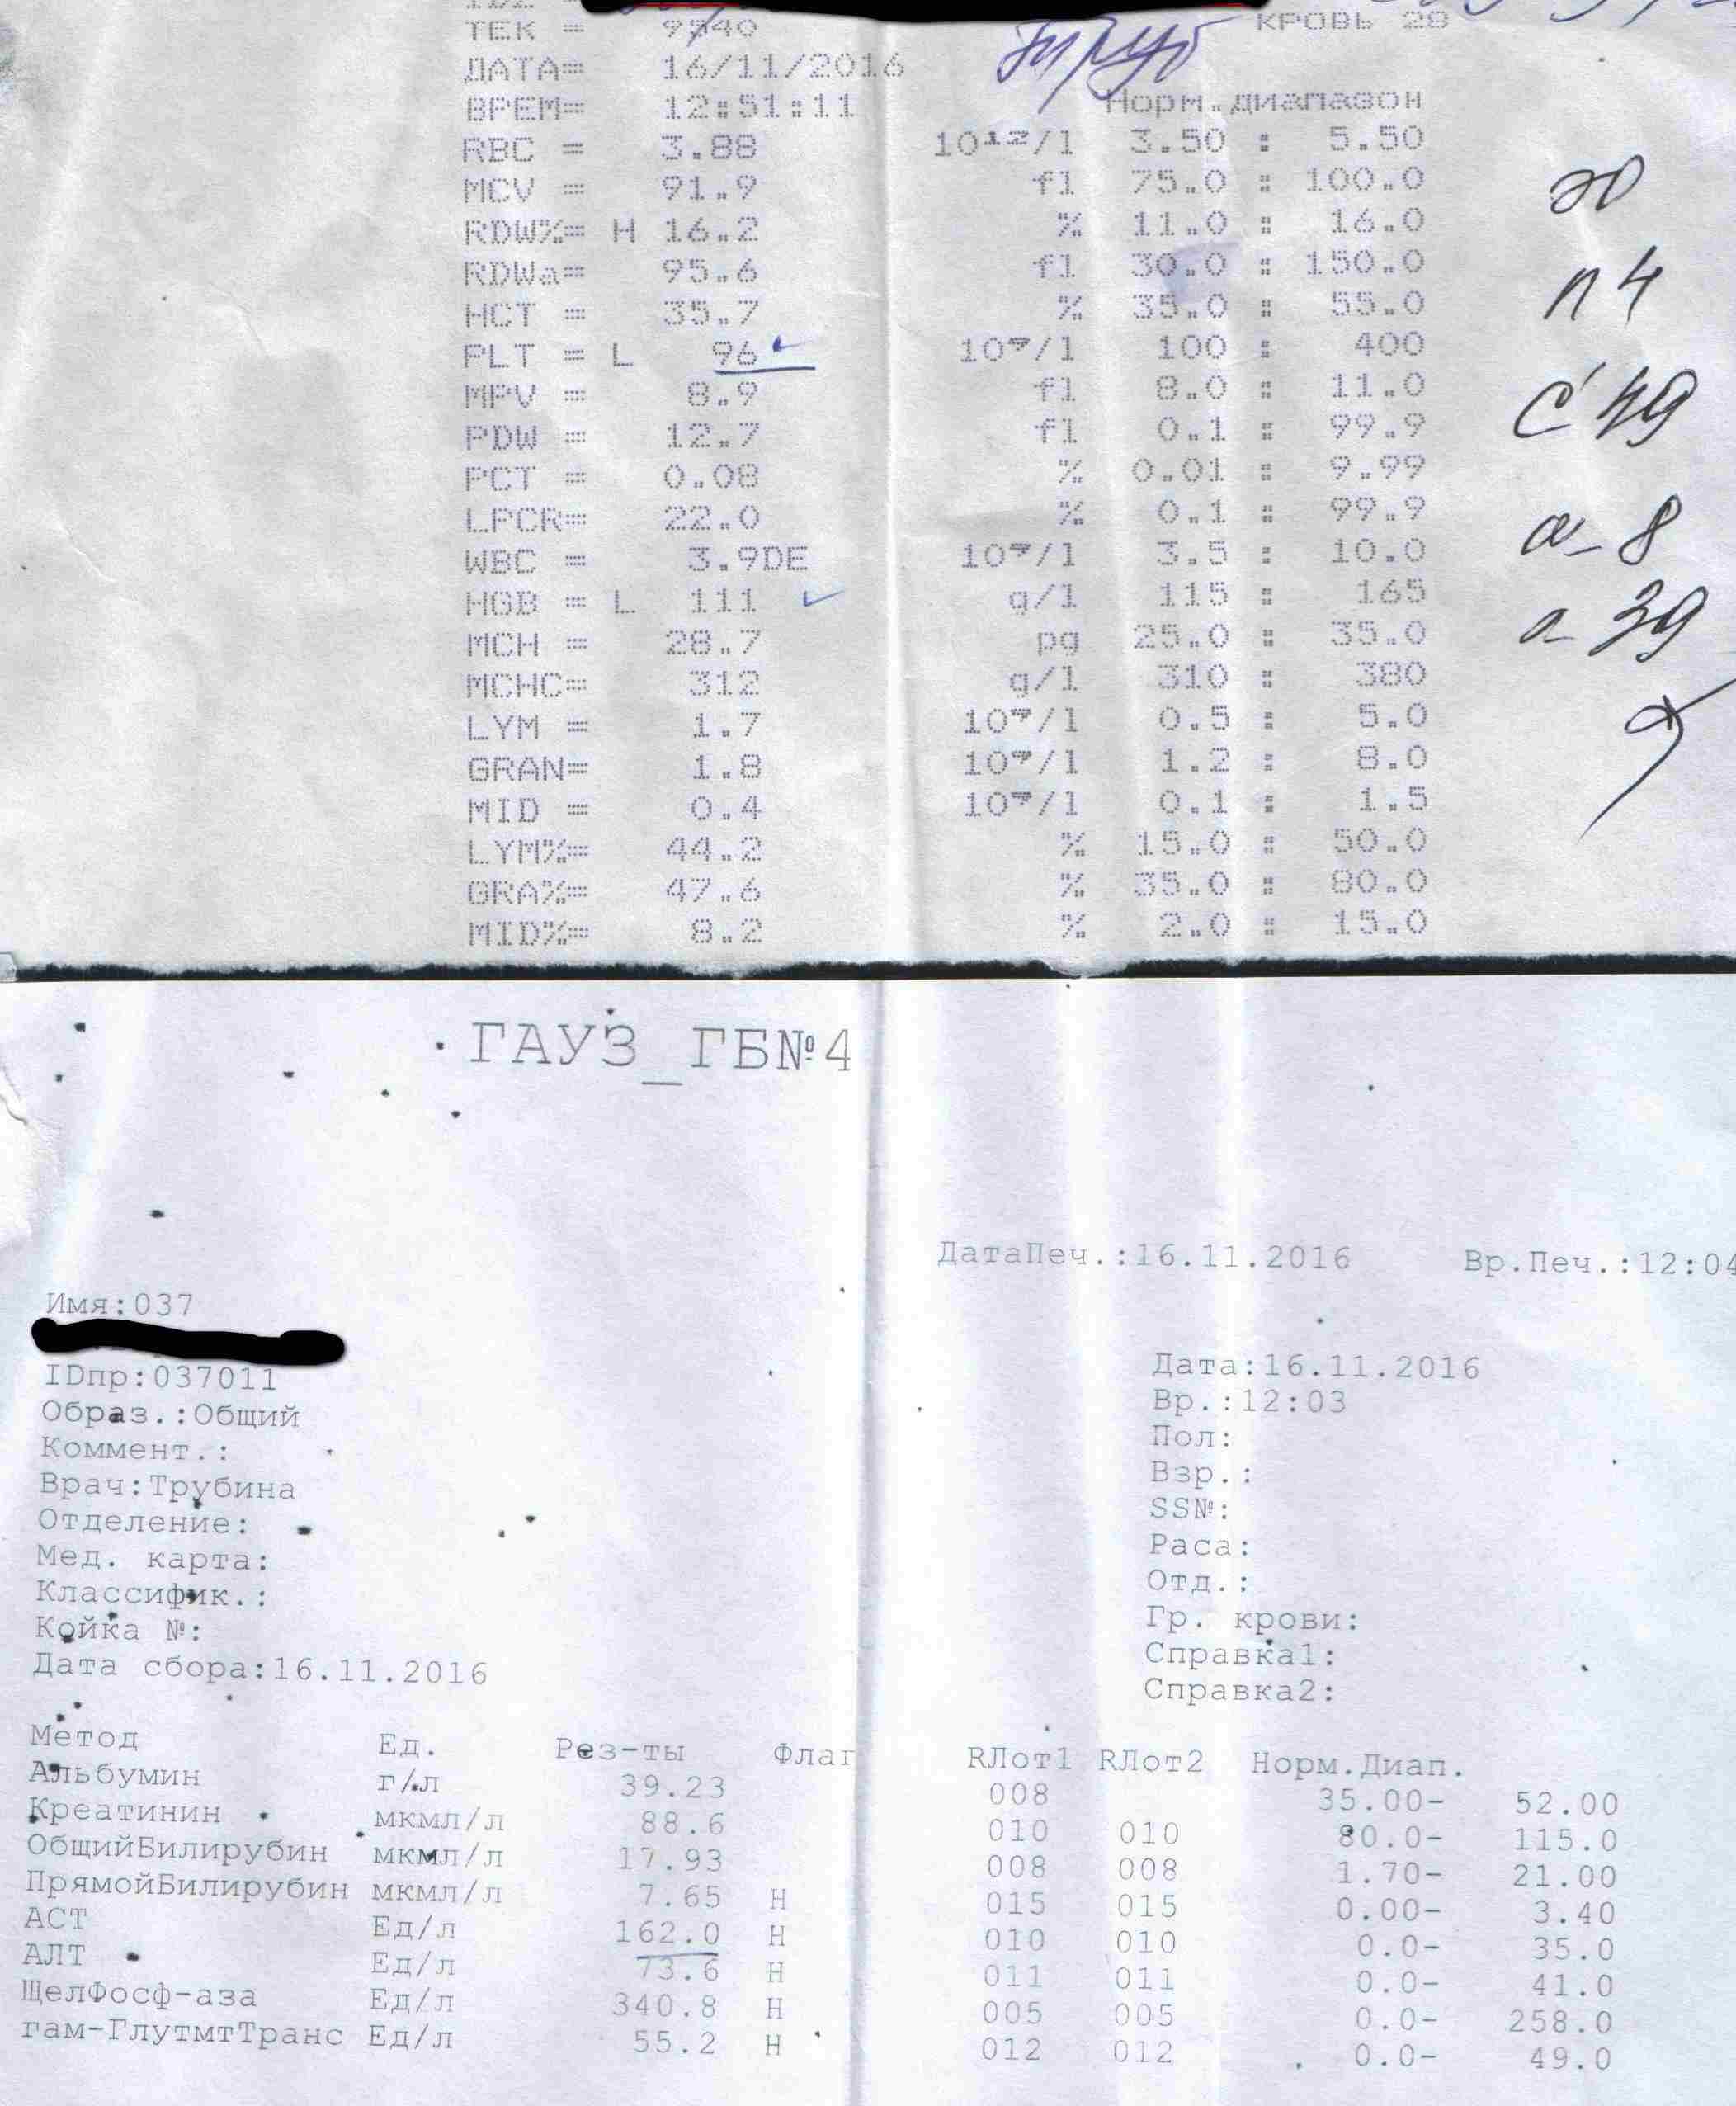 ТЕК = 9340 КРОВЬ 28
ДАТА= 16/11/2016
ВРЕМ= 12:51:11 Норм.диапазон
RBC = 3.88 10¹²/l 3.50 : 5.50
MCV = 91.9 fl 75.0 : 100.0
RDW%= H 16.2 % 11.0 : 16.0
RDWa= 95.6 fl 30.0 : 150.0
п 4
HCT = 35.7 % 35.0 : 55.0
PLT = L 96 10⁹/l 100 : 400
MPV = 8.9 fl 8.0 : 11.0
с 49
PDW = 12.7 fl 0.1 : 99.9
PCT = 0.08 % 0.01 : 9.99
LPCR= 22.0 % 0.1 : 99.9
WBC = 3.9DE 10⁹/l 3.5 : 10.0
HGB = L 111 g/l 115 : 165
MCH = 28.7 pg 25.0 : 35.0
MCHC= 312 g/l 310 : 380
LYM = 1.7 10⁹/l 0.5 : 5.0
GRAN= 1.8 10⁹/l 1.2 : 8.0
MID = 0.4 10⁹/l 0.1 : 1.5
LYM%= 44.2 % 15.0 : 50.0
GRA%= 47.6 % 35.0 : 80.0
MID%= 8.2 % 2.0 : 15.0
ГАУЗ_ГБ№4
ДатаПеч.:16.11.2016 Вр.Печ.:12:04
Имя:037
IDпр:037011 Дата:16.11.2016
Образ.:Общий Вр.:12:03
Коммент.: Пол:
Врач:Трубина Взр.:
Отделение: SS№:
Мед. карта: Раса:
Классифик.: Отд.:
Койка №: Гр. крови:
Дата сбора:16.11.2016 Справка1:
Справка2:
Метод Ед. Рез-ты Флаг RЛот1 RЛот2 Норм.Диап.
Альбумин г/л 39.23 008 35.00- 52.00
Креатинин мкмл/л 88.6 010 010 80.0- 115.0
ОбщийБилирубин мкмл/л 17.93 008 008 1.70- 21.00
ПрямойБилирубин мкмл/л 7.65 Н 015 015 0.00- 3.40
АСТ Ед/л 162.0 Н 010 010 0.0- 35.0
АЛТ Ед/л 73.6 Н 011 011 0.0- 41.0
ЩелФосф-аза Ед/л 340.8 Н 005 005 0.0- 258.0
гам-ГлутмтТранс Ед/л 55.2 Н 012 012 0.0- 49.0